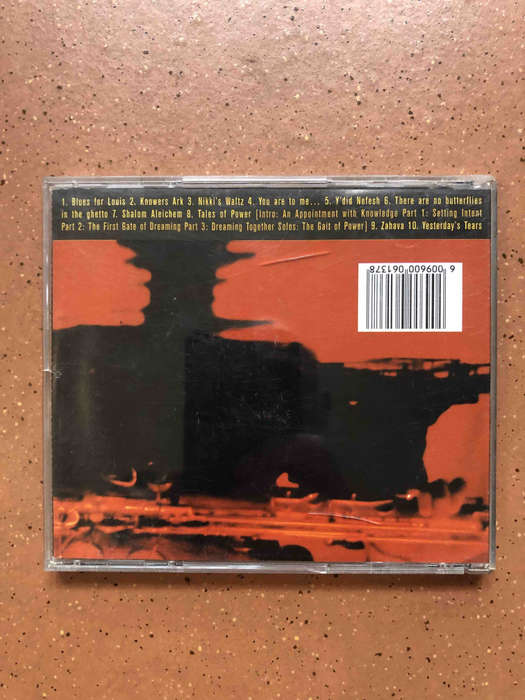 1. Blues for Louis 2. Knowers Ark 3. Nikki's Waltz 4. You are to me... 5. Y'did Nefesh 6. There are no butterflies
in the ghetto 7. Shalom Aleichem 8. Tales of Power [Intro: An Appointment with Knowledge Part 1: Setting Intent
Part 2: The First Gate of Dreaming Part 3: Dreaming Together Solos: The Gait of Power] 9. Zahava 10. Yesterday's Tears
6 009600 061378